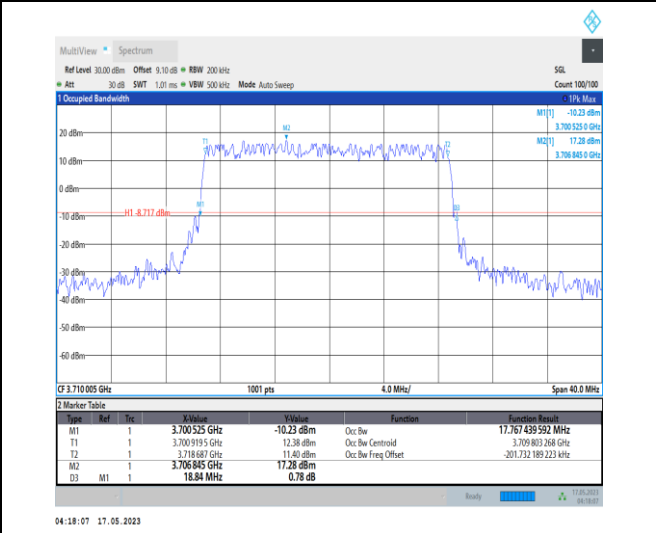 MultiView Spectrum
Ref Level 30.00 dBm Offset 9.10 dB RBW 200 kHz SGL
Att 30 dB SWT 1.01 ms VBW 500 kHz Mode Auto Sweep Count 100/100
1 Occupied Bandwidth 1Pk Max
M1[1] -10.23 dBm
3.700 525 0 GHz
M2[1] 17.28 dBm
3.706 845 0 GHz
20 dBm
M2
T1
T2
10 dBm
0 dBm
M1
D3
H1 -8.717 dBm
-10 dBm
-20 dBm
-30 dBm
-40 dBm
-50 dBm
-60 dBm
CF 3.710 005 GHz 1001 pts 4.0 MHz/ Span 40.0 MHz
2 Marker Table
Type Ref Trc X-Value Y-Value Function Function Result
M1 1 3.700 525 GHz -10.23 dBm Occ Bw 17.767 439 592 MHz
T1 1 3.700 919 5 GHz 12.38 dBm Occ Bw Centroid 3.709 803 268 GHz
T2 1 3.718 687 GHz 11.40 dBm Occ Bw Freq Offset -201.732 189 223 kHz
M2 1 3.706 845 GHz 17.28 dBm
D3 M1 1 18.84 MHz 0.78 dB
Ready 17.05.2023
04:18:07
04:18:07 17.05.2023